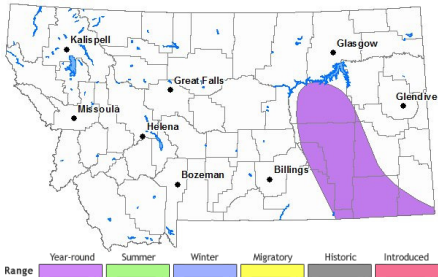 Kalispell
Glasgow
Great Falls
Glendive
Missoula
Helena
Billings
Bozeman
Year-round Summer Winter Migratory Historic Introduced
Range